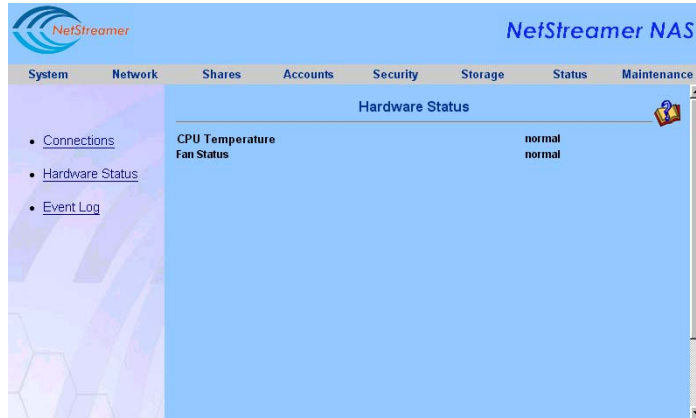 NetStreamer
NetStreamer NAS
System Network Shares Accounts Security Storage Status Maintenance
Hardware Status
Connections
Hardware Status
Event Log
CPU Temperature normal
Fan Status normal